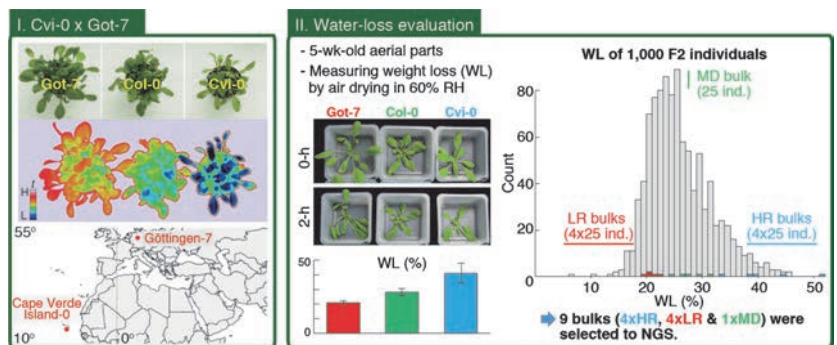 I. Cvi-0 x Got-7
Got-7
Col-0
Cvi-0
H
L
55°
Göttingen-7
Cape Verde
Island-0
10°
0°
II. Water-loss evaluation
- 5-wk-old aerial parts
- Measuring weight loss (WL)
by air drying in 60% RH
Got-7
Col-0
Cvi-0
0-h
2-h
WL (%)
50
0
WL of 1,000 F2 individuals
MD bulk
(25 ind.)
80
60
40
20
0
Count
LR bulks
(4x25 ind.)
HR bulks
(4x25 ind.)
0
10
20
30
40
50
WL (%)
9 bulks (4xHR, 4xLR & 1xMD) were
selected to NGS.